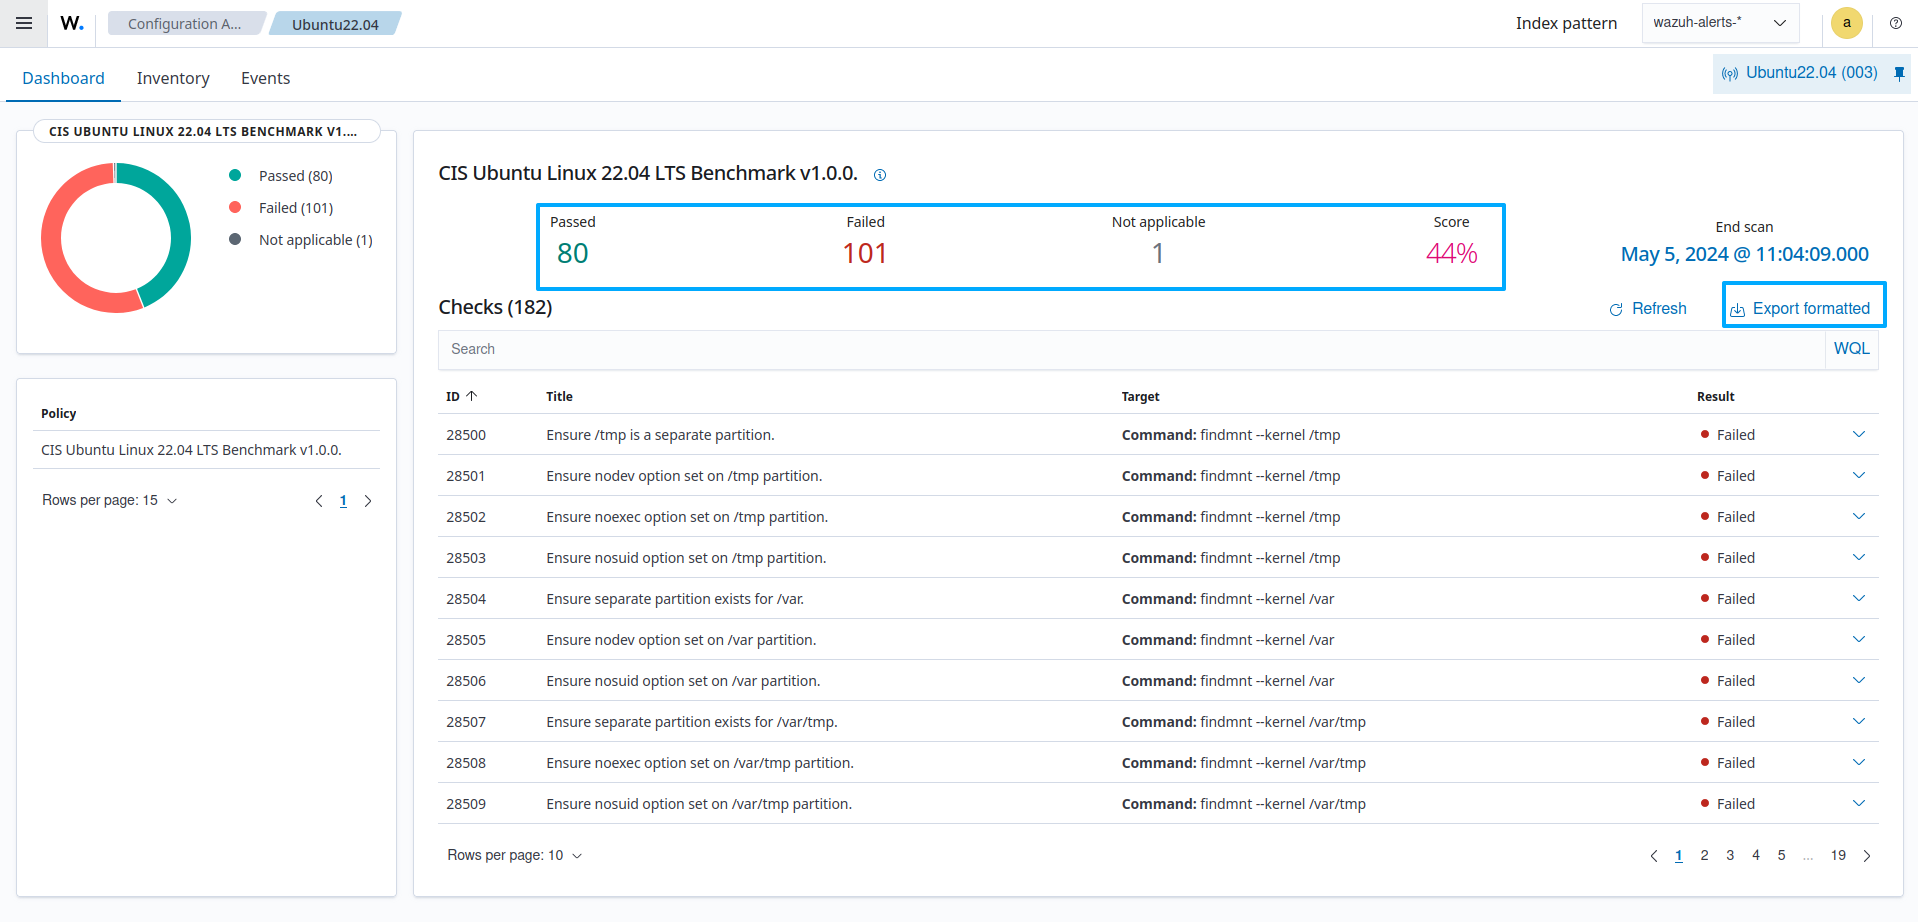 W. Configuration A... Ubuntu22.04 Index pattern wazuh-alerts-* a
Dashboard Inventory Events Ubuntu22.04 (003)
CIS UBUNTU LINUX 22.04 LTS BENCHMARK V1....
Passed (80)
Failed (101)
Not applicable (1)
Policy
CIS Ubuntu Linux 22.04 LTS Benchmark v1.0.0.
Rows per page: 15 1
CIS Ubuntu Linux 22.04 LTS Benchmark v1.0.0.
Passed Failed Not applicable Score
80 101 1 44%
End scan
May 5, 2024 @ 11:04:09.000
Checks (182) Refresh Export formatted
Search WQL
ID Title Target Result
28500 Ensure /tmp is a separate partition. Command: findmnt --kernel /tmp Failed
28501 Ensure nodev option set on /tmp partition. Command: findmnt --kernel /tmp Failed
28502 Ensure noexec option set on /tmp partition. Command: findmnt --kernel /tmp Failed
28503 Ensure nosuid option set on /tmp partition. Command: findmnt --kernel /tmp Failed
28504 Ensure separate partition exists for /var. Command: findmnt --kernel /var Failed
28505 Ensure nodev option set on /var partition. Command: findmnt --kernel /var Failed
28506 Ensure nosuid option set on /var partition. Command: findmnt --kernel /var Failed
28507 Ensure separate partition exists for /var/tmp. Command: findmnt --kernel /var/tmp Failed
28508 Ensure noexec option set on /var/tmp partition. Command: findmnt --kernel /var/tmp Failed
28509 Ensure nosuid option set on /var/tmp partition. Command: findmnt --kernel /var/tmp Failed
Rows per page: 10 1 2 3 4 5 ... 19